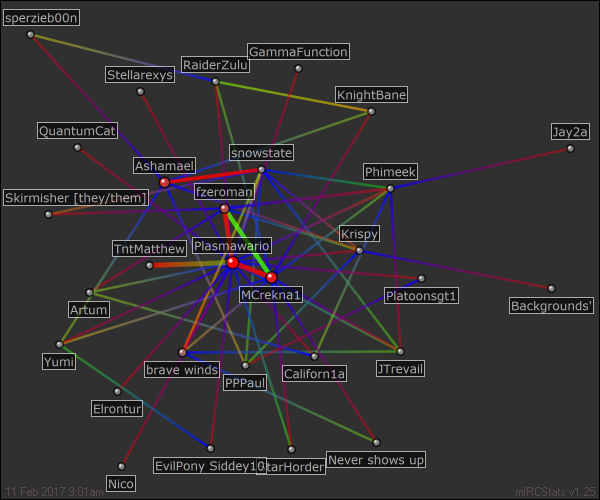 sperzieb00n
GammaFunction
RaiderZulu
Stellarexys
KnightBane
QuantumCat
Jay2a
snowstate
Ashamael
Phimeek
fzeroman
Skirmisher [they/them]
Krispy
Plasmawario
TntMatthew
MCrekna1
Platoonsgt1
Backgrounds'
Artum
Yumi
brave winds
Californ1a
JTrevail
PPPaul
Elrontur
Never shows up
EvilPony Siddey10
tarHorder
Nico
11 Feb 2017 9:01am
mIRCStats v1.25